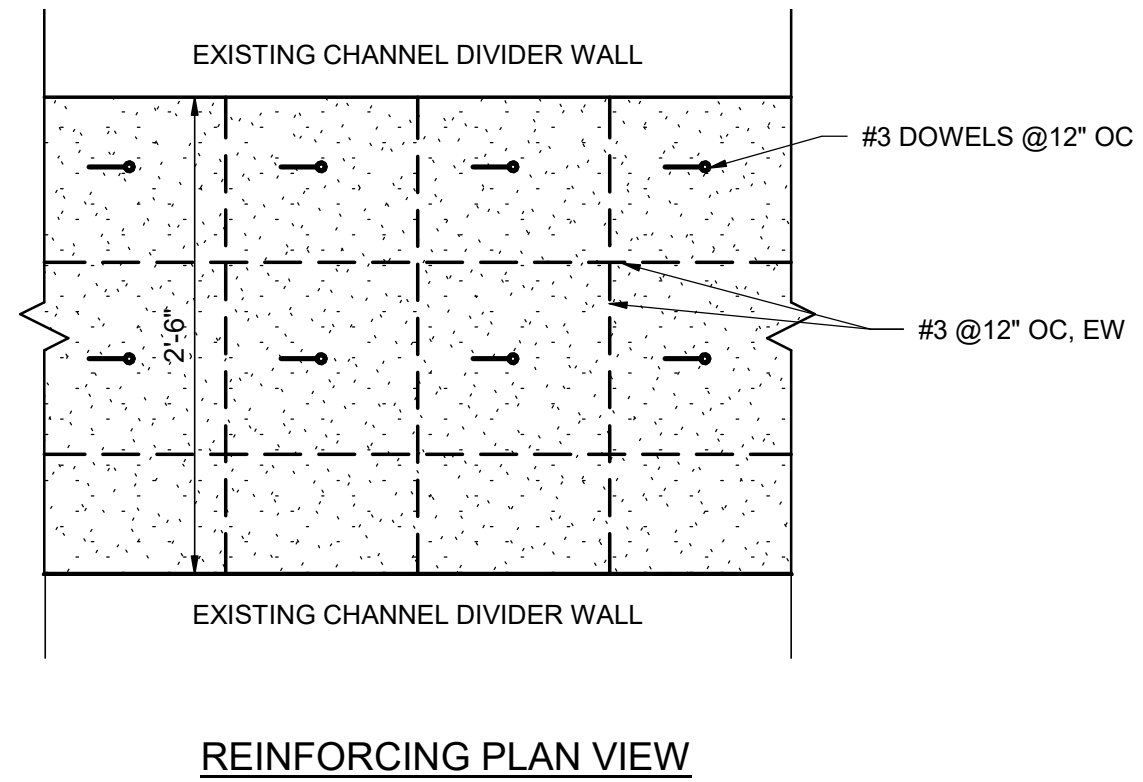 EXISTING CHANNEL DIVIDER WALL
#3 DOWELS @12" OC
2'-6"
#3 @12" OC, EW
EXISTING CHANNEL DIVIDER WALL
REINFORCING PLAN VIEW